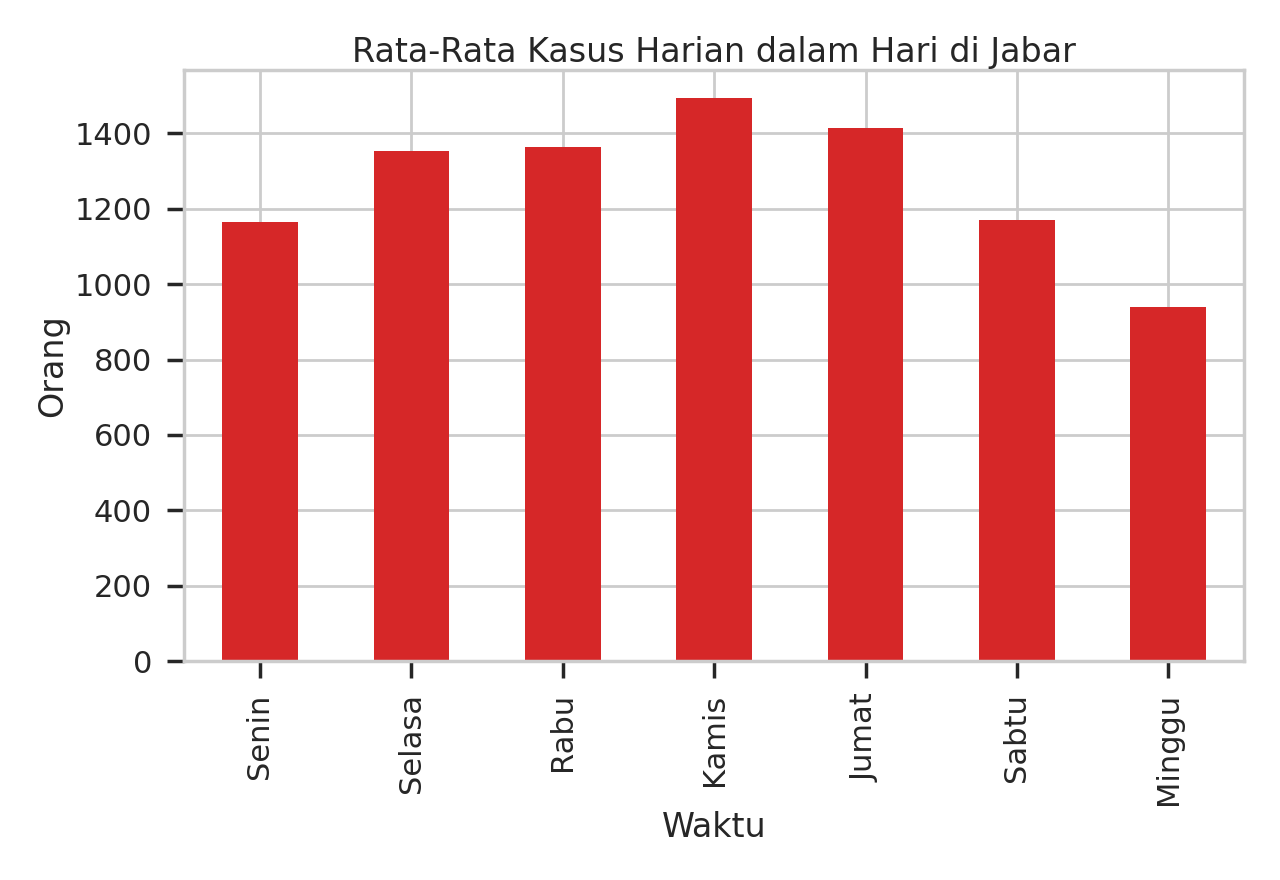 Rata-Rata Kasus Harian dalam Hari di Jabar
Orang
1400
1200
1000
800
600
400
200
0
Senin
Selasa
Rabu
Kamis
Jumat
Sabtu
Minggu
Waktu